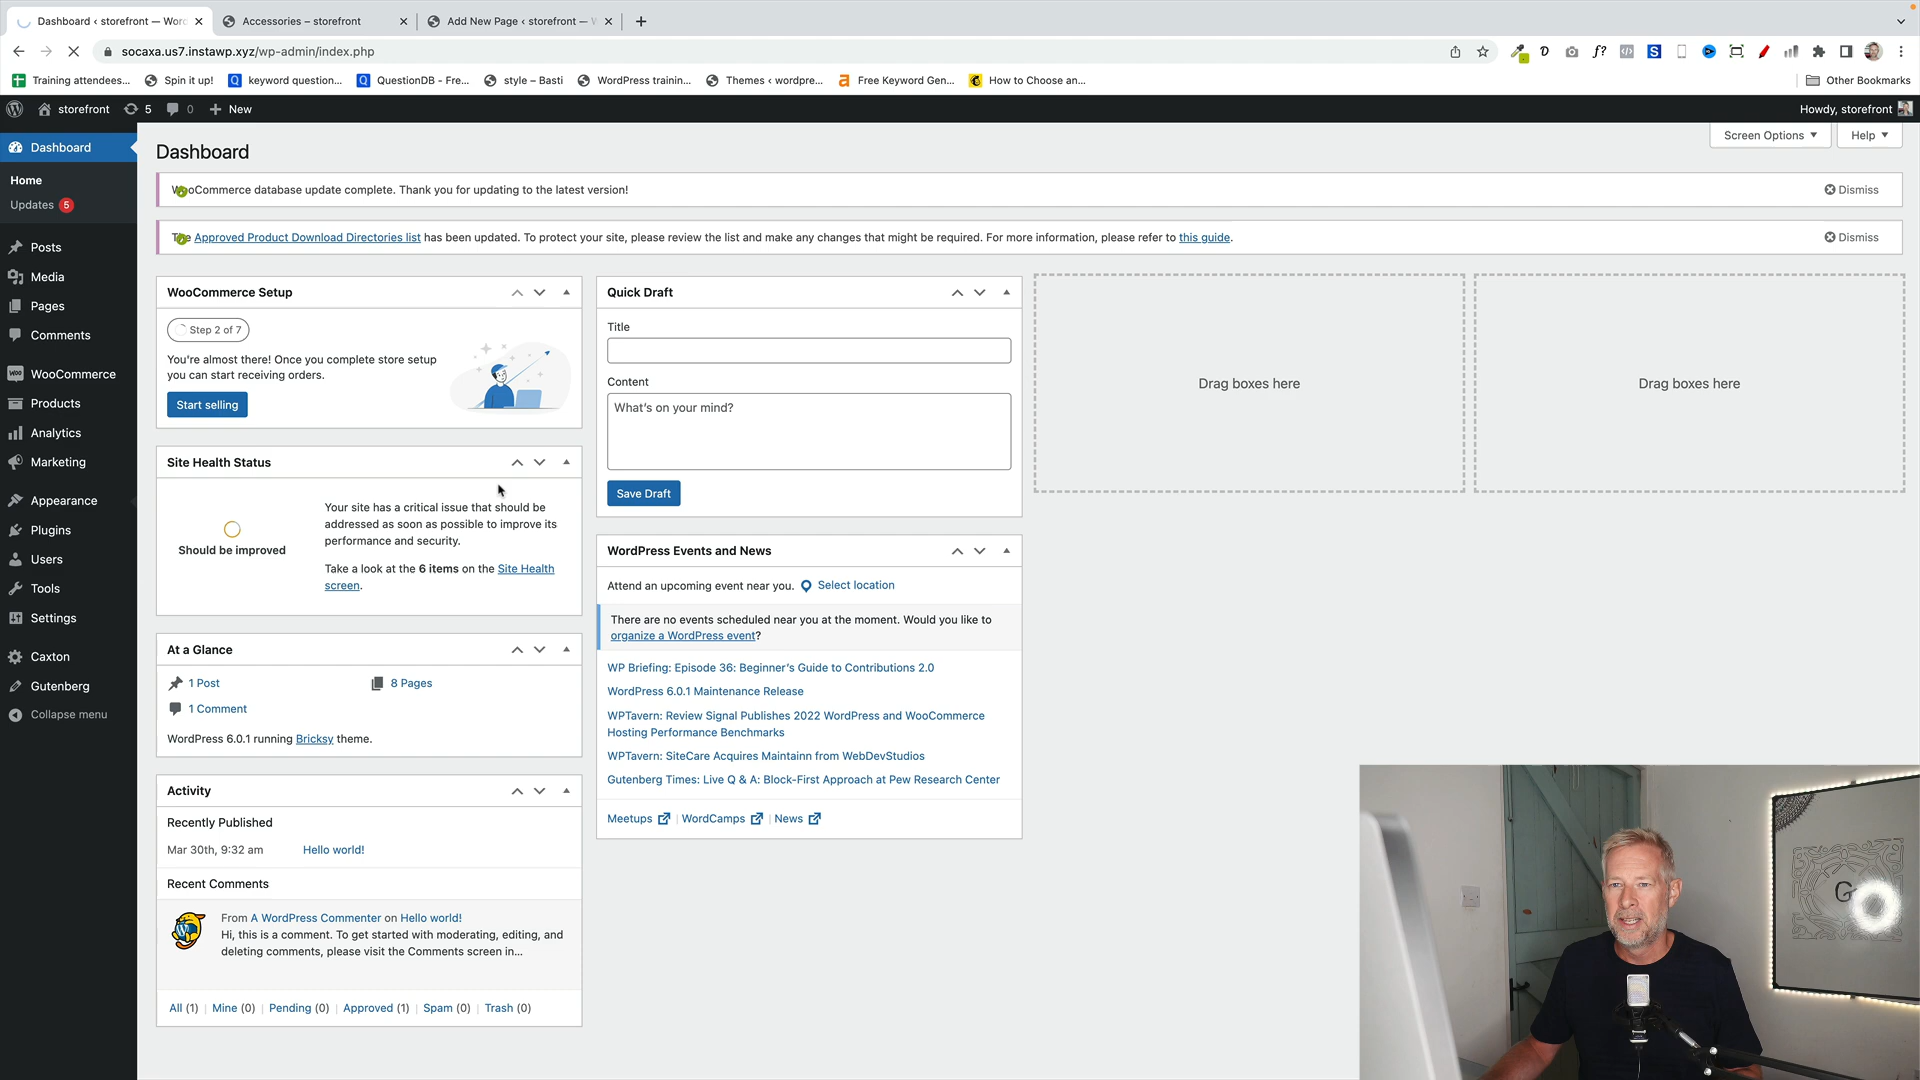 Dashboard ‹ storefront — Wor
Accessories – storefront
Add New Page ‹ storefront — W
socaxa.us7.instawp.xyz/wp-admin/index.php
Training attendees...
Spin it up!
keyword question...
QuestionDB - Fre...
style – Basti
WordPress trainin...
Themes ‹ wordpre...
Free Keyword Gen...
How to Choose an...
Other Bookmarks
storefront
5
0
New
Howdy, storefront
Dashboard
Home
Updates 5
Posts
Media
Pages
Comments
WooCommerce
Products
Analytics
Marketing
Appearance
Plugins
Users
Tools
Settings
Caxton
Gutenberg
Collapse menu
Screen Options
Help
Dashboard
WooCommerce database update complete. Thank you for updating to the latest version!
Dismiss
The Approved Product Download Directories list has been updated. To protect your site, please review the list and make any changes that might be required. For more information, please refer to this guide.
Dismiss
WooCommerce Setup
Step 2 of 7
You're almost there! Once you complete store setup
you can start receiving orders.
Start selling
Site Health Status
Should be improved
Your site has a critical issue that should be
addressed as soon as possible to improve its
performance and security.
Take a look at the 6 items on the Site Health
screen.
At a Glance
1 Post
8 Pages
1 Comment
WordPress 6.0.1 running Bricksy theme.
Activity
Recently Published
Mar 30th, 9:32 am
Hello world!
Recent Comments
From A WordPress Commenter on Hello world!
Hi, this is a comment. To get started with moderating, editing, and
deleting comments, please visit the Comments screen in…
All (1) | Mine (0) | Pending (0) | Approved (1) | Spam (0) | Trash (0)
Quick Draft
Title
Content
What's on your mind?
Save Draft
WordPress Events and News
Attend an upcoming event near you. Select location
There are no events scheduled near you at the moment. Would you like to
organize a WordPress event?
WP Briefing: Episode 36: Beginner's Guide to Contributions 2.0
WordPress 6.0.1 Maintenance Release
WPTavern: Review Signal Publishes 2022 WordPress and WooCommerce
Hosting Performance Benchmarks
WPTavern: SiteCare Acquires Maintainn from WebDevStudios
Gutenberg Times: Live Q & A: Block-First Approach at Pew Research Center
Meetups | WordCamps | News
Drag boxes here
Drag boxes here